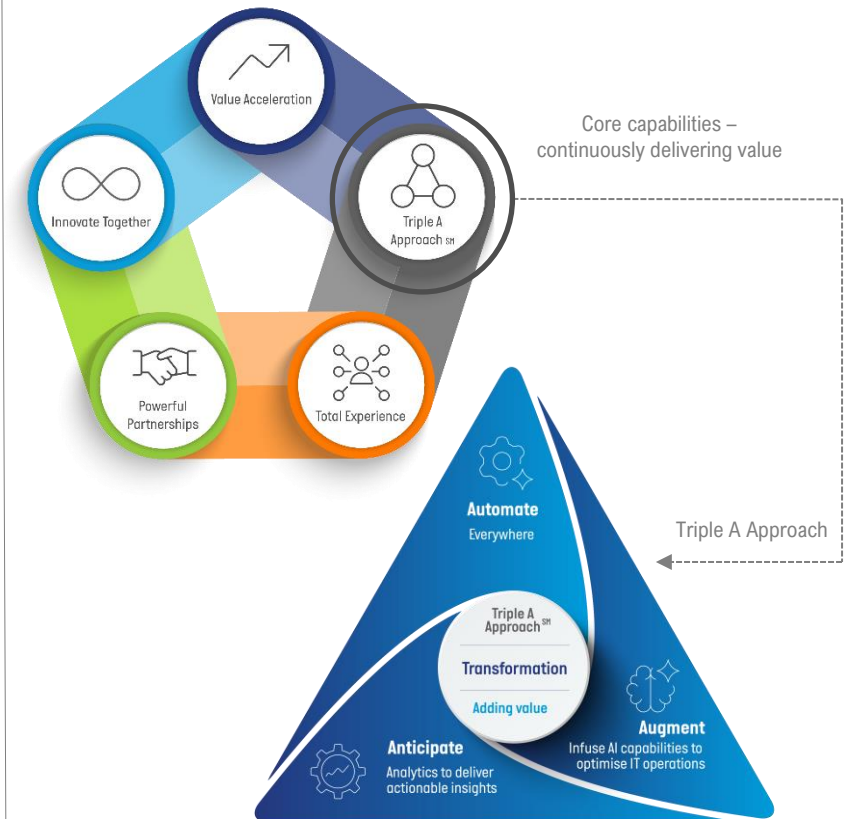 Value Acceleration
Core capabilities –
continuously delivering value
Innovate Together
Triple A
Approach SM
Powerful
Partnerships
Total Experience
Automate
Everywhere
Triple A Approach
Triple A
Approach SM
Transformation
Adding value
Augment
Infuse AI capabilities to
optimise IT operations
Anticipate
Analytics to deliver
actionable insights